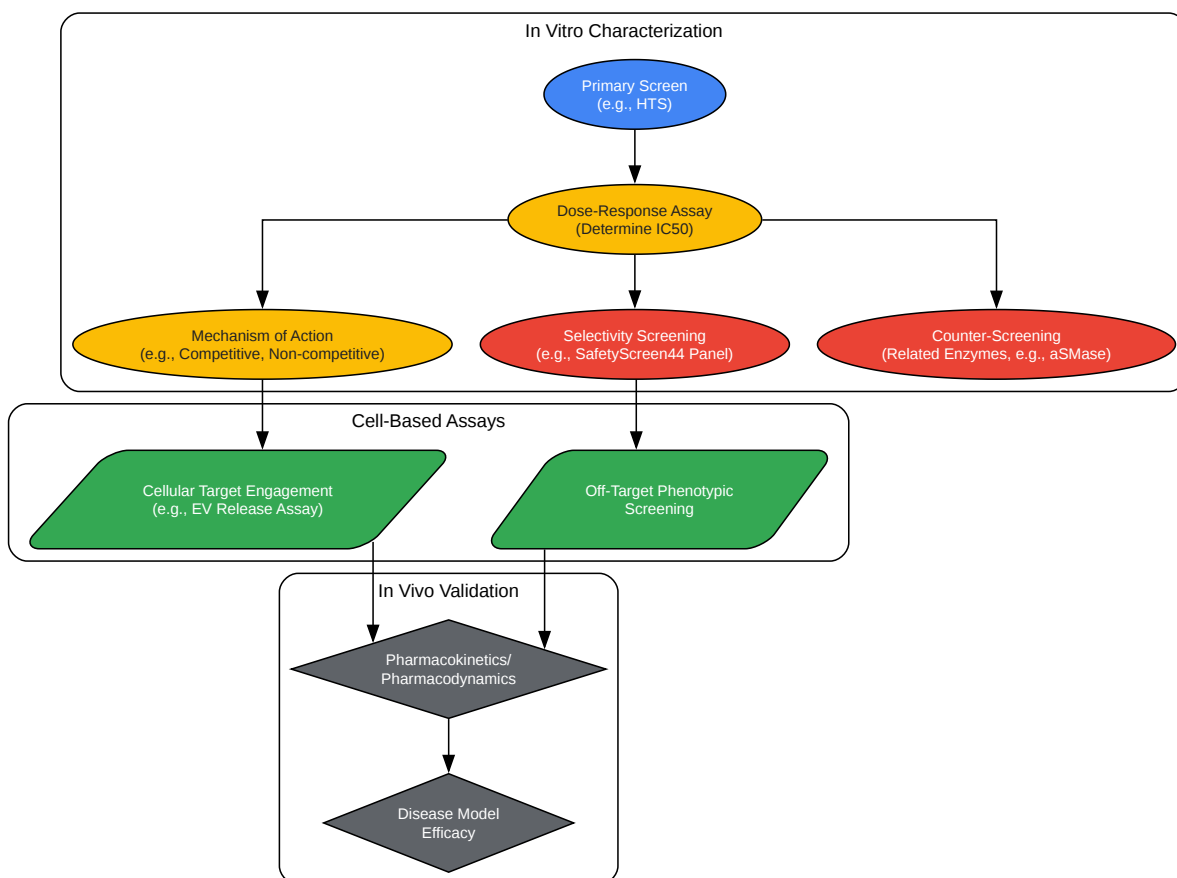 In Vitro Characterization
Primary Screen
(e.g., HTS)
Dose-Response Assay
(Determine IC50)
Mechanism of Action
(e.g., Competitive, Non-competitive)
Selectivity Screening
(e.g., SafetyScreen44 Panel)
Counter-Screening
(Related Enzymes, e.g., aSMase)
Cell-Based Assays
Cellular Target Engagement
(e.g., EV Release Assay)
Off-Target Phenotypic
Screening
In Vivo Validation
Pharmacokinetics/
Pharmacodynamics
Disease Model
Efficacy